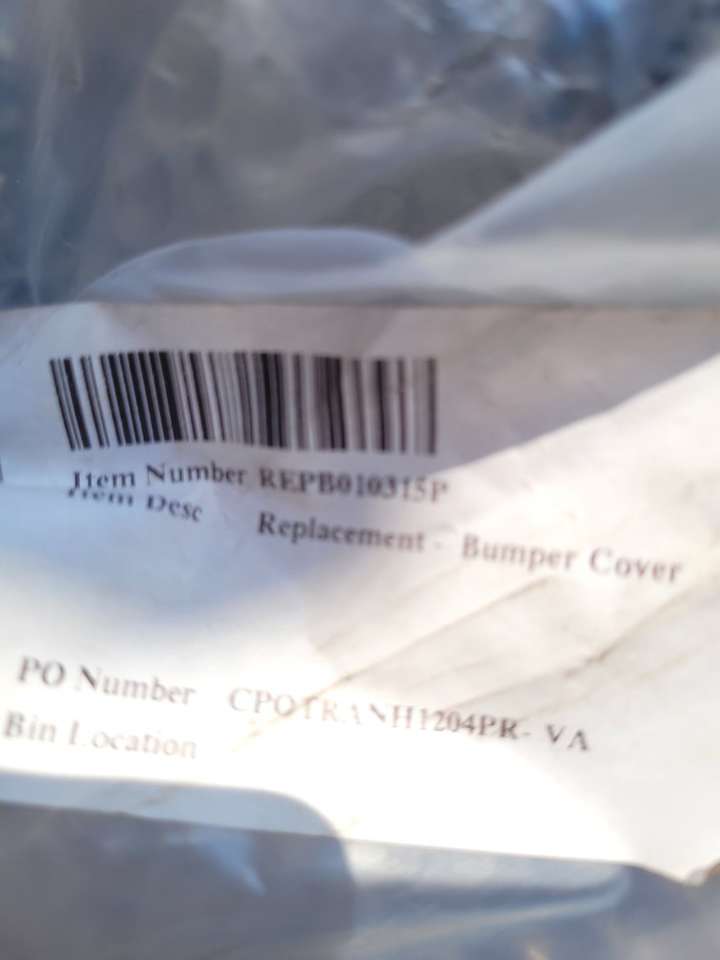 Item Number REPB010315P
Item Desc Replacement - Bumper Cover
PO Number CPOTRANH1204PR- VA
Bin Location